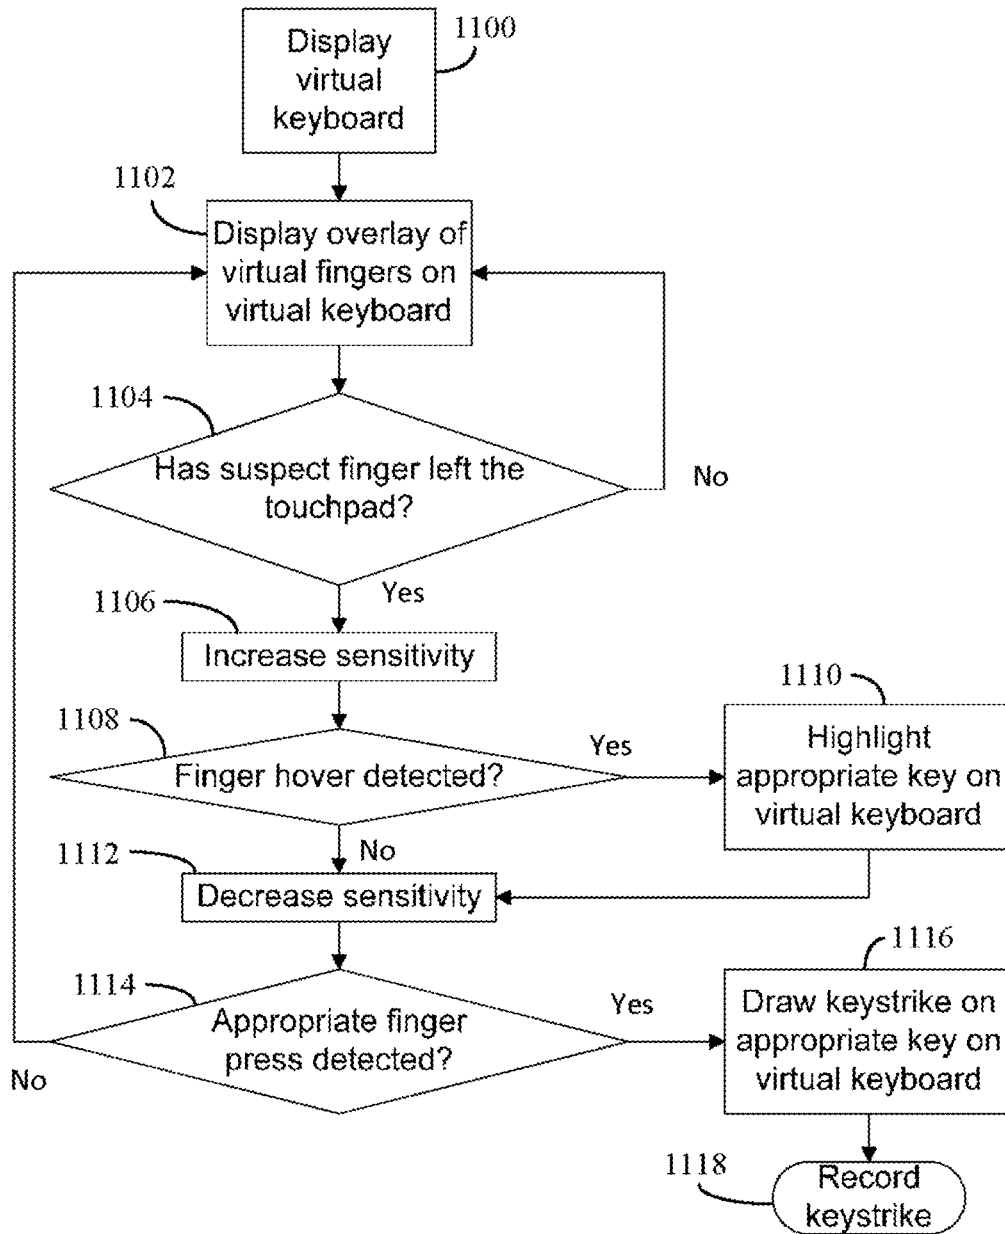 1100
Display
virtual
keyboard
1102
Display overlay of
virtual fingers on
virtual keyboard
1104
Has suspect finger left the
touchpad?
No
Yes
1106
Increase sensitivity
1108
Finger hover detected?
Yes
1110
Highlight
appropriate key on
virtual keyboard
No
1112
Decrease sensitivity
1114
Appropriate finger
press detected?
Yes
No
1116
Draw keystrike on
appropriate key on
virtual keyboard
1118
Record
keystrike